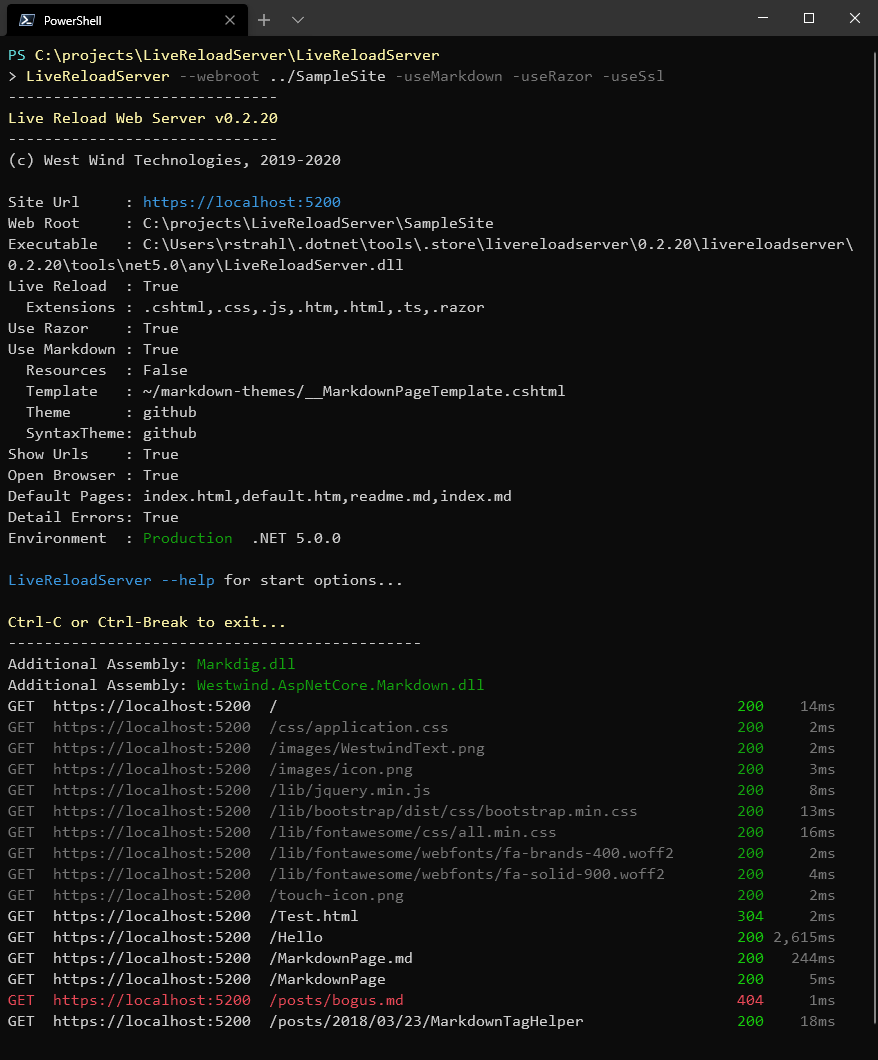 PowerShell
PS C:\projects\LiveReloadServer\LiveReloadServer
> LiveReloadServer --webroot ../SampleSite -useMarkdown -useRazor -useSsl
------------------------------
Live Reload Web Server v0.2.20
------------------------------
(c) West Wind Technologies, 2019-2020
Site Url     : https://localhost:5200
Web Root     : C:\projects\LiveReloadServer\SampleSite
Executable   : C:\Users\rstrahl\.dotnet\tools\.store\livereloadserver\0.2.20\livereloadserver\
0.2.20\tools\net5.0\any\LiveReloadServer.dll
Live Reload  : True
  Extensions : .cshtml,.css,.js,.htm,.html,.ts,.razor
Use Razor    : True
Use Markdown : True
  Resources  : False
  Template   : ~/markdown-themes/__MarkdownPageTemplate.cshtml
  Theme      : github
  SyntaxTheme: github
Show Urls    : True
Open Browser : True
Default Pages: index.html,default.htm,readme.md,index.md
Detail Errors: True
Environment  : Production  .NET 5.0.0
LiveReloadServer --help for start options...
Ctrl-C or Ctrl-Break to exit...
----------------------------------------------
Additional Assembly: Markdig.dll
Additional Assembly: Westwind.AspNetCore.Markdown.dll
GET  https://localhost:5200  / 200 14ms
GET  https://localhost:5200  /css/application.css 200 2ms
GET  https://localhost:5200  /images/WestwindText.png 200 2ms
GET  https://localhost:5200  /images/icon.png 200 3ms
GET  https://localhost:5200  /lib/jquery.min.js 200 8ms
GET  https://localhost:5200  /lib/bootstrap/dist/css/bootstrap.min.css 200 13ms
GET  https://localhost:5200  /lib/fontawesome/css/all.min.css 200 16ms
GET  https://localhost:5200  /lib/fontawesome/webfonts/fa-brands-400.woff2 200 2ms
GET  https://localhost:5200  /lib/fontawesome/webfonts/fa-solid-900.woff2 200 4ms
GET  https://localhost:5200  /touch-icon.png 200 2ms
GET  https://localhost:5200  /Test.html 304 2ms
GET  https://localhost:5200  /Hello 200 2,615ms
GET  https://localhost:5200  /MarkdownPage.md 200 244ms
GET  https://localhost:5200  /MarkdownPage 200 5ms
GET  https://localhost:5200  /posts/bogus.md 404 1ms
GET  https://localhost:5200  /posts/2018/03/23/MarkdownTagHelper 200 18ms